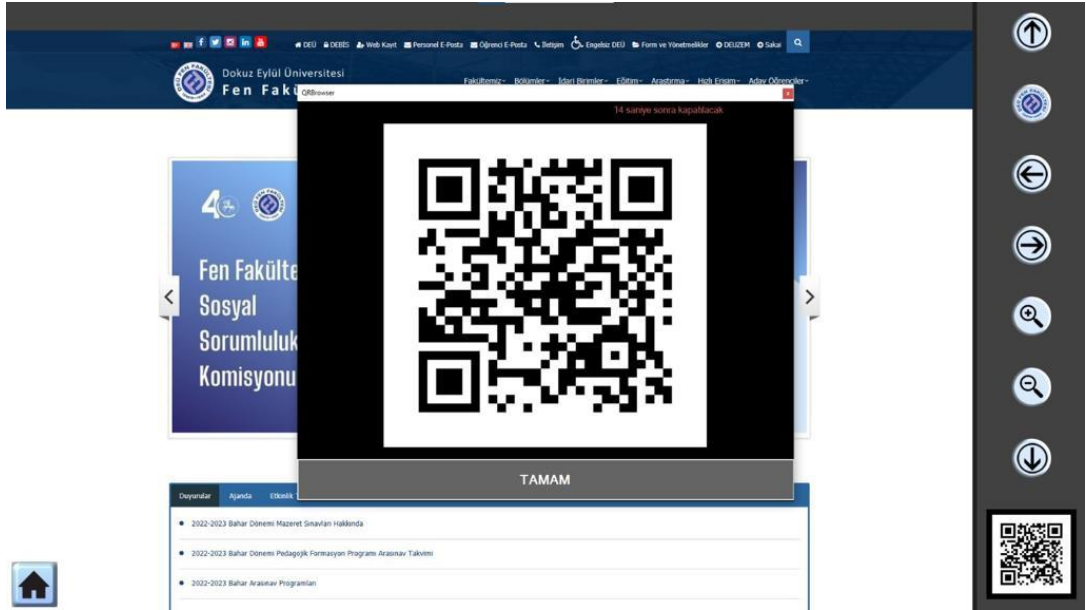 DEÜ DEBİS Web Kayıt Personel E-Posta Öğrenci E-Posta İletişim Engelsiz DEÜ Form ve Yönetmelikler DEUZEM Sakai
Dokuz Eylül Üniversitesi
Fen Fakü
Fakültemiz Bölümler İdari Birimler Eğitim Araştırma Hızlı Erişim Aday Öğrenciler
QRBrowser
14 saniye sonra kapatılacak
40
Fen Fakülte
Sosyal
Sorumluluk
Komisyonu
TAMAM
Duyurular Ajanda Etkinlik
2022-2023 Bahar Dönemi Mazeret Sınavları Hakkında
2022-2023 Bahar Dönemi Pedagojik Formasyon Programı Arasınav Takvimi
2022-2023 Bahar Arasınav Programları